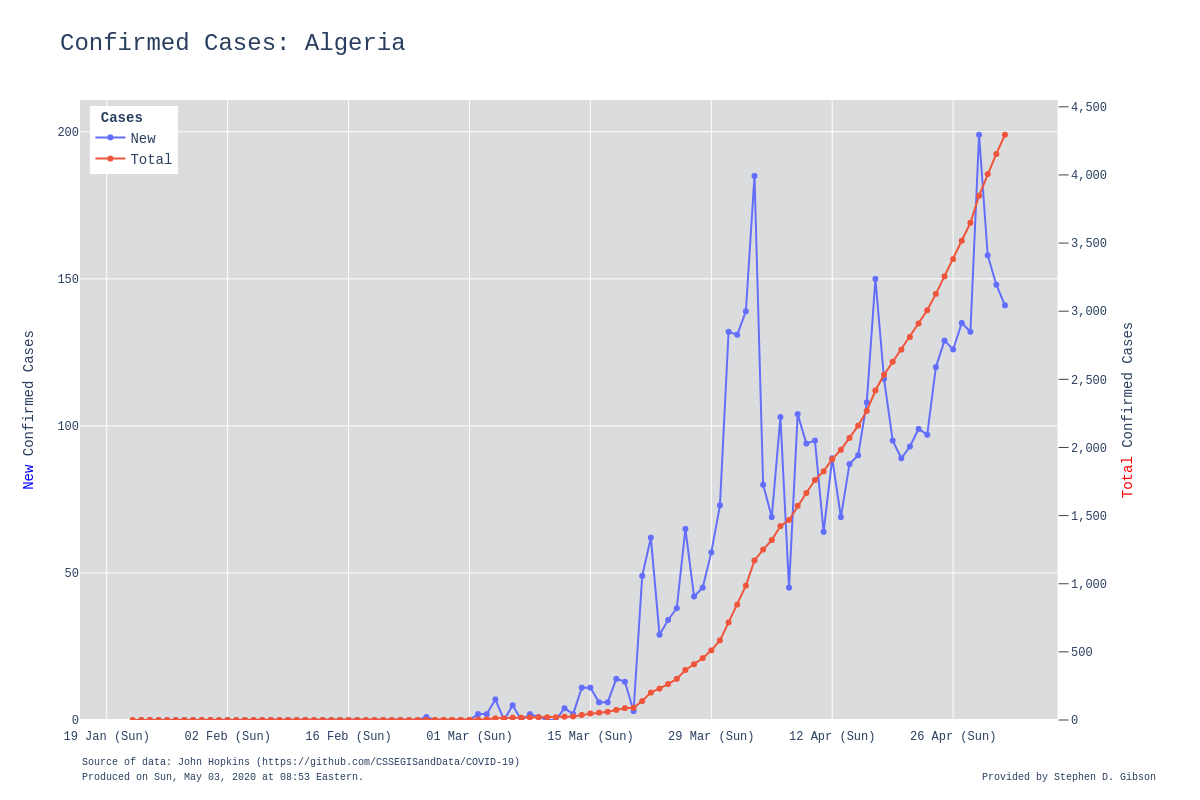 Confirmed Cases: Algeria
Cases
New
Total
200
150
100
50
0
4,500
4,000
3,500
3,000
2,500
2,000
1,500
1,000
500
0
New Confirmed Cases
Total Confirmed Cases
19 Jan (Sun) 02 Feb (Sun) 16 Feb (Sun) 01 Mar (Sun) 15 Mar (Sun) 29 Mar (Sun) 12 Apr (Sun) 26 Apr (Sun)
Source of data: John Hopkins (https://github.com/CSSEGISandData/COVID-19)
Produced on Sun, May 03, 2020 at 08:53 Eastern.
Provided by Stephen D. Gibson